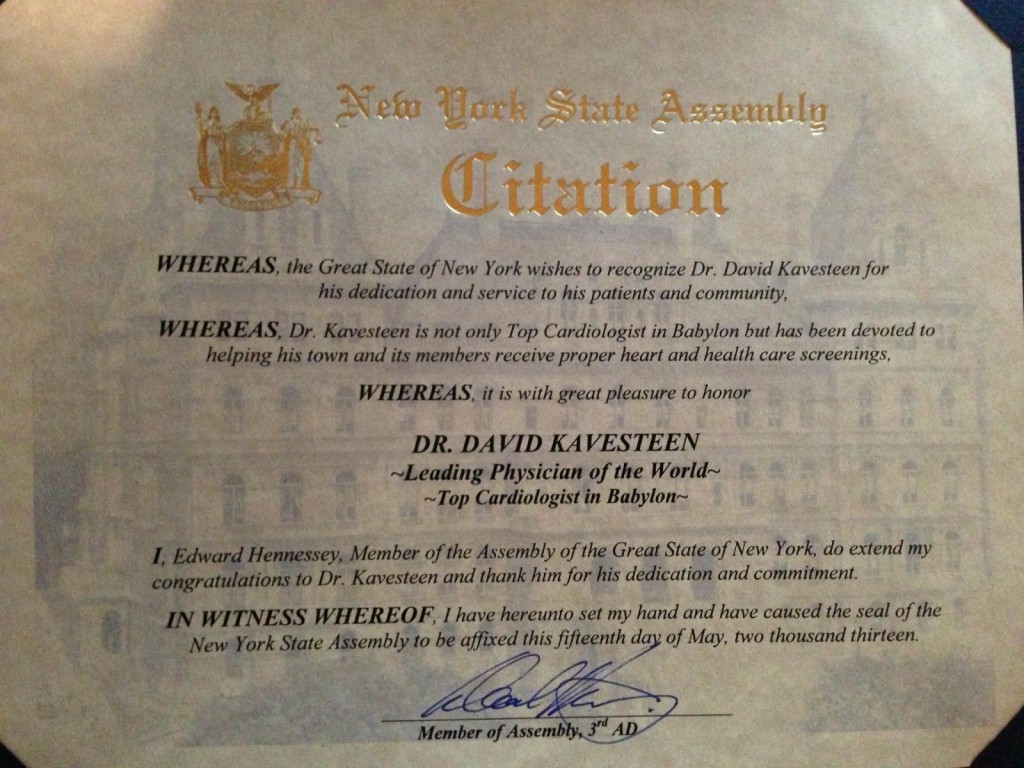 New York State Assembly
Citation
WHEREAS, the Great State of New York wishes to recognize Dr. David Kavesteen for
his dedication and service to his patients and community,
WHEREAS, Dr. Kavesteen is not only Top Cardiologist in Babylon but has been devoted to
helping his town and its members receive proper heart and health care screenings,
WHEREAS, it is with great pleasure to honor
DR. DAVID KAVESTEEN
~Leading Physician of the World~
~Top Cardiologist in Babylon~
I, Edward Hennessey, Member of the Assembly of the Great State of New York, do extend my
congratulations to Dr. Kavesteen and thank him for his dedication and commitment.
IN WITNESS WHEREOF, I have hereunto set my hand and have caused the seal of the
New York State Assembly to be affixed this fifteenth day of May, two thousand thirteen.
Member of Assembly, 3rd AD